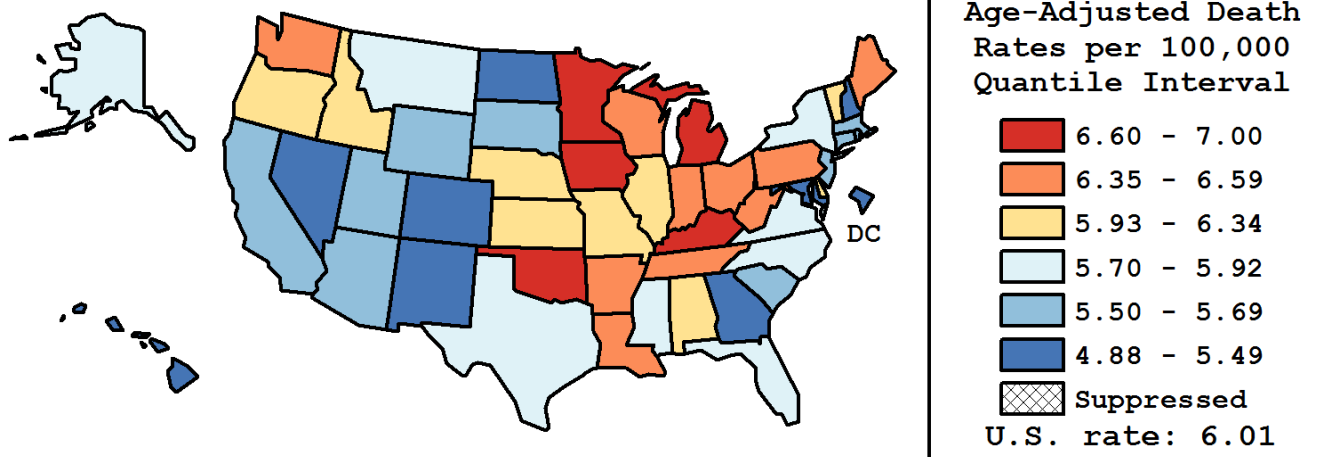 Age-Adjusted Death
Rates per 100,000
Quantile Interval
6.60 - 7.00
6.35 - 6.59
5.93 - 6.34
5.70 - 5.92
5.50 - 5.69
4.88 - 5.49
Suppressed
U.S. rate: 6.01
DC